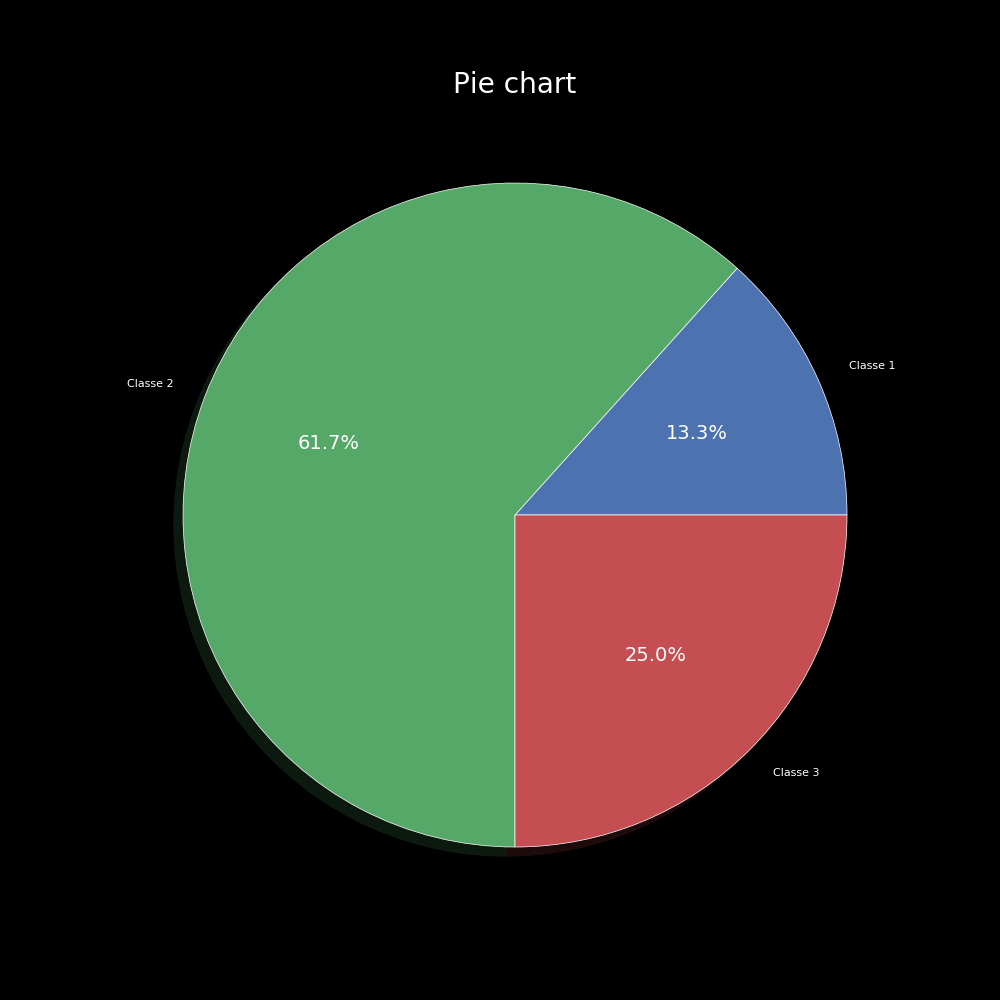 Pie chart
Classe 1
Classe 2
13.3%
61.7%
25.0%
Classe 3